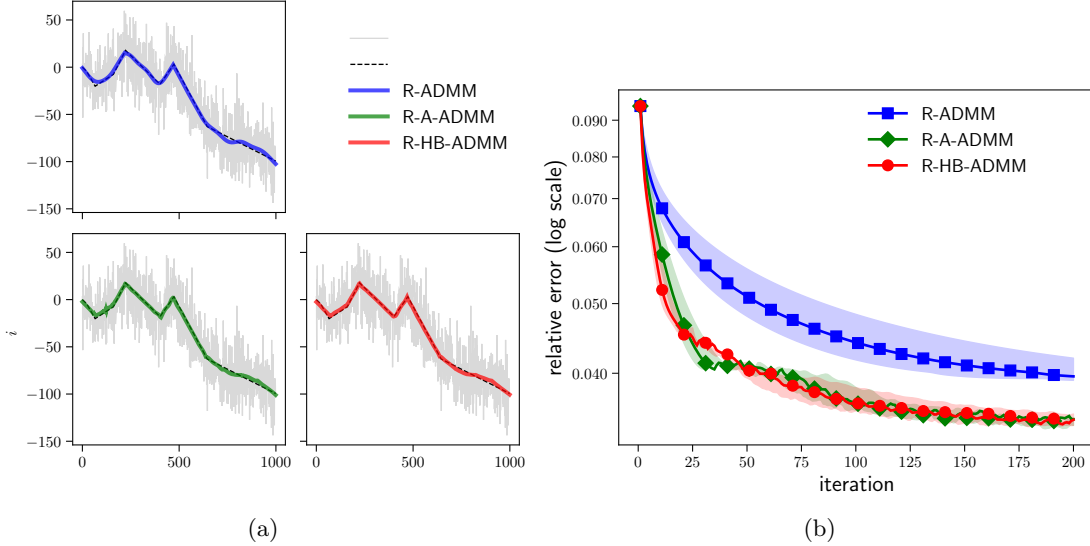 50
0
−50
−100
−150
R-ADMM
R-A-ADMM
R-HB-ADMM
50
0
−50
−100
−150
0
500
1000
0
500
1000
i
(a)
relative error (log scale)
0.090
0.080
0.070
0.060
0.050
0.040
R-ADMM
R-A-ADMM
R-HB-ADMM
0
25
50
75
100
125
150
175
200
iteration
(b)